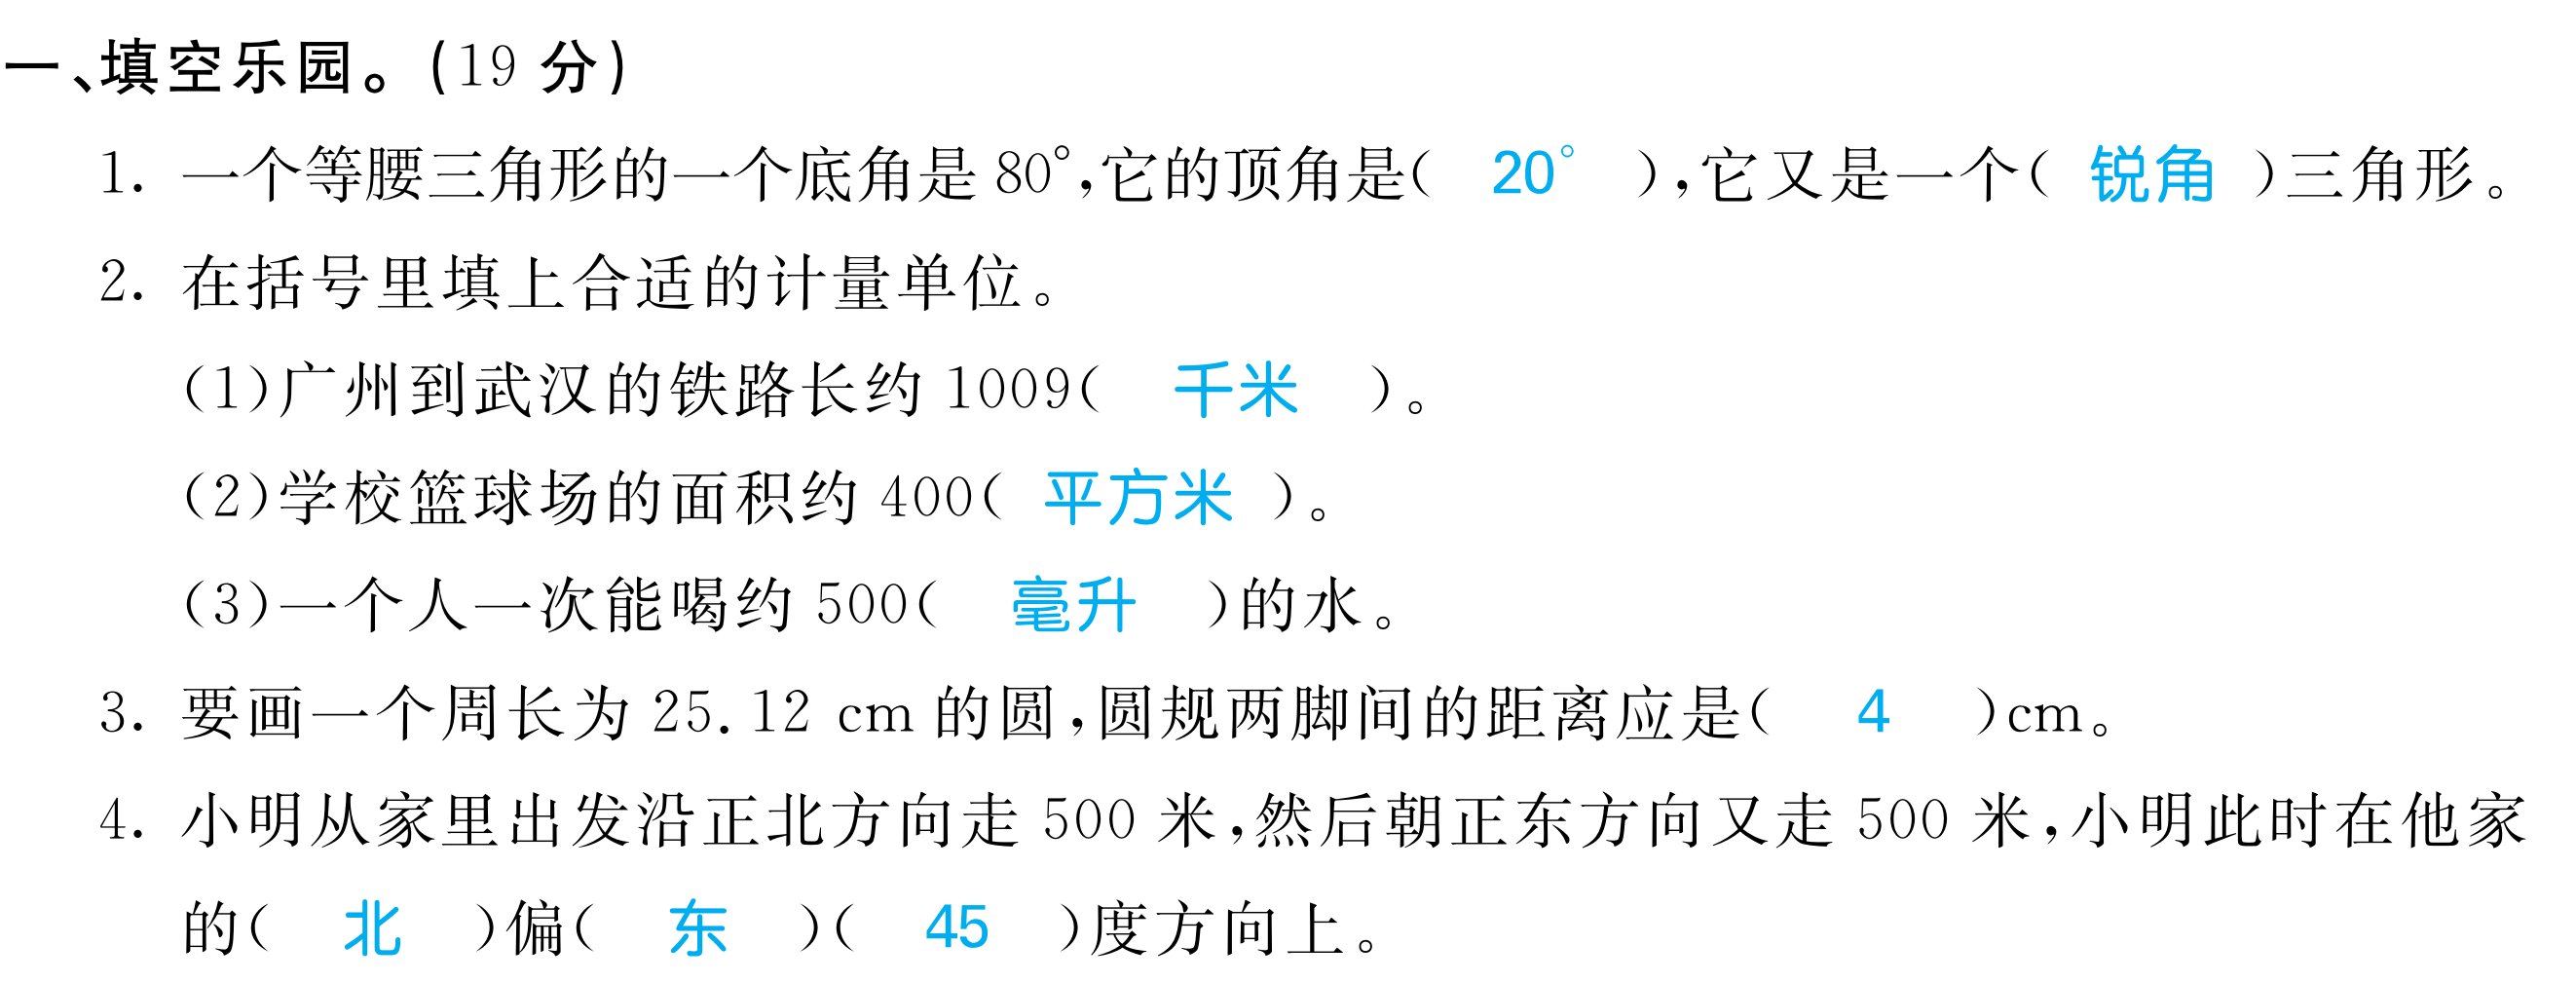 一、填空乐园。(19 分)
1. 一个等腰三角形的一个底角是 80°,它的顶角是( 20° ),它又是一个( 锐角 )三角形。
2. 在括号里填上合适的计量单位。
(1)广州到武汉的铁路长约 1009( 千米 )。
(2)学校篮球场的面积约 400( 平方米 )。
(3)一个人一次能喝约 500( 毫升 )的水。
3. 要画一个周长为 25.12 cm 的圆,圆规两脚间的距离应是( 4 )cm。
4. 小明从家里出发沿正北方向走 500 米,然后朝正东方向又走 500 米,小明此时在他家
的( 北 )偏( 东 )( 45 )度方向上。